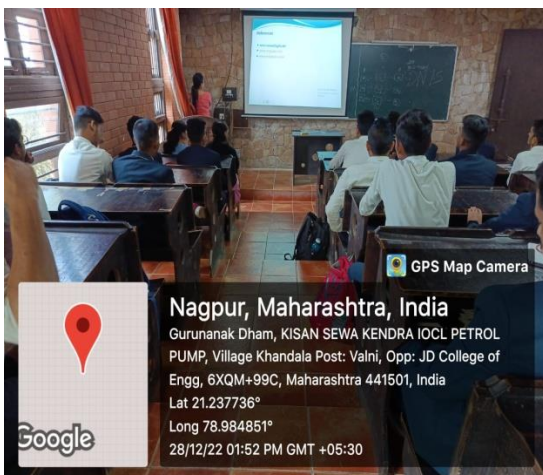 GPS Map Camera
Nagpur, Maharashtra, India
Gurunanak Dham, KISAN SEWA KENDRA IOCL PETROL
PUMP, Village Khandala Post: Valni, Opp: JD College of
Engg, 6XQM+99C, Maharashtra 441501, India
Lat 21.237736°
Long 78.984851°
28/12/22 01:52 PM GMT +05:30
Google